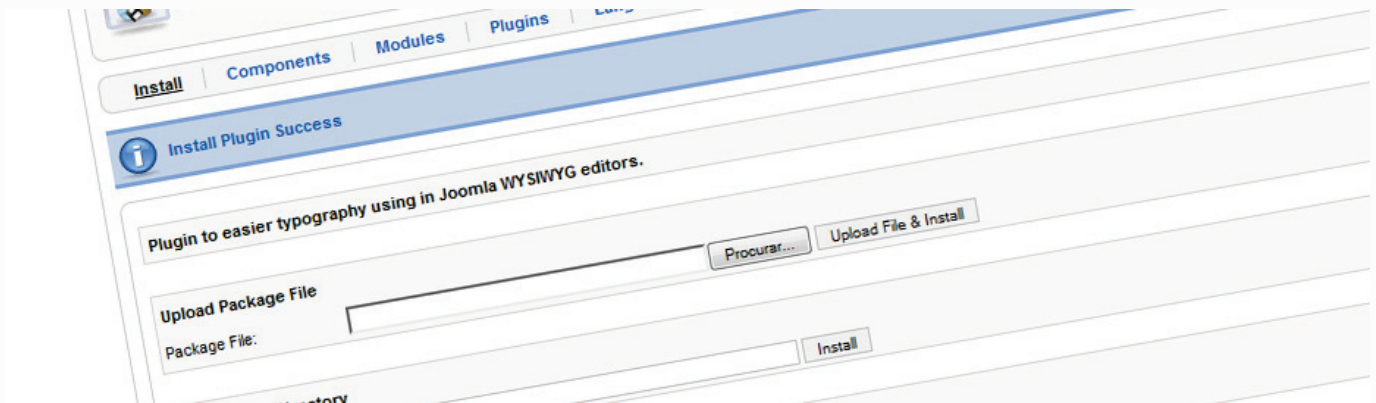 Install Components Modules Plugins
Install Plugin Success
Plugin to easier typography using in Joomla WYSIWYG editors.
Upload Package File
Package File: Procurar... Upload File & Install
Install